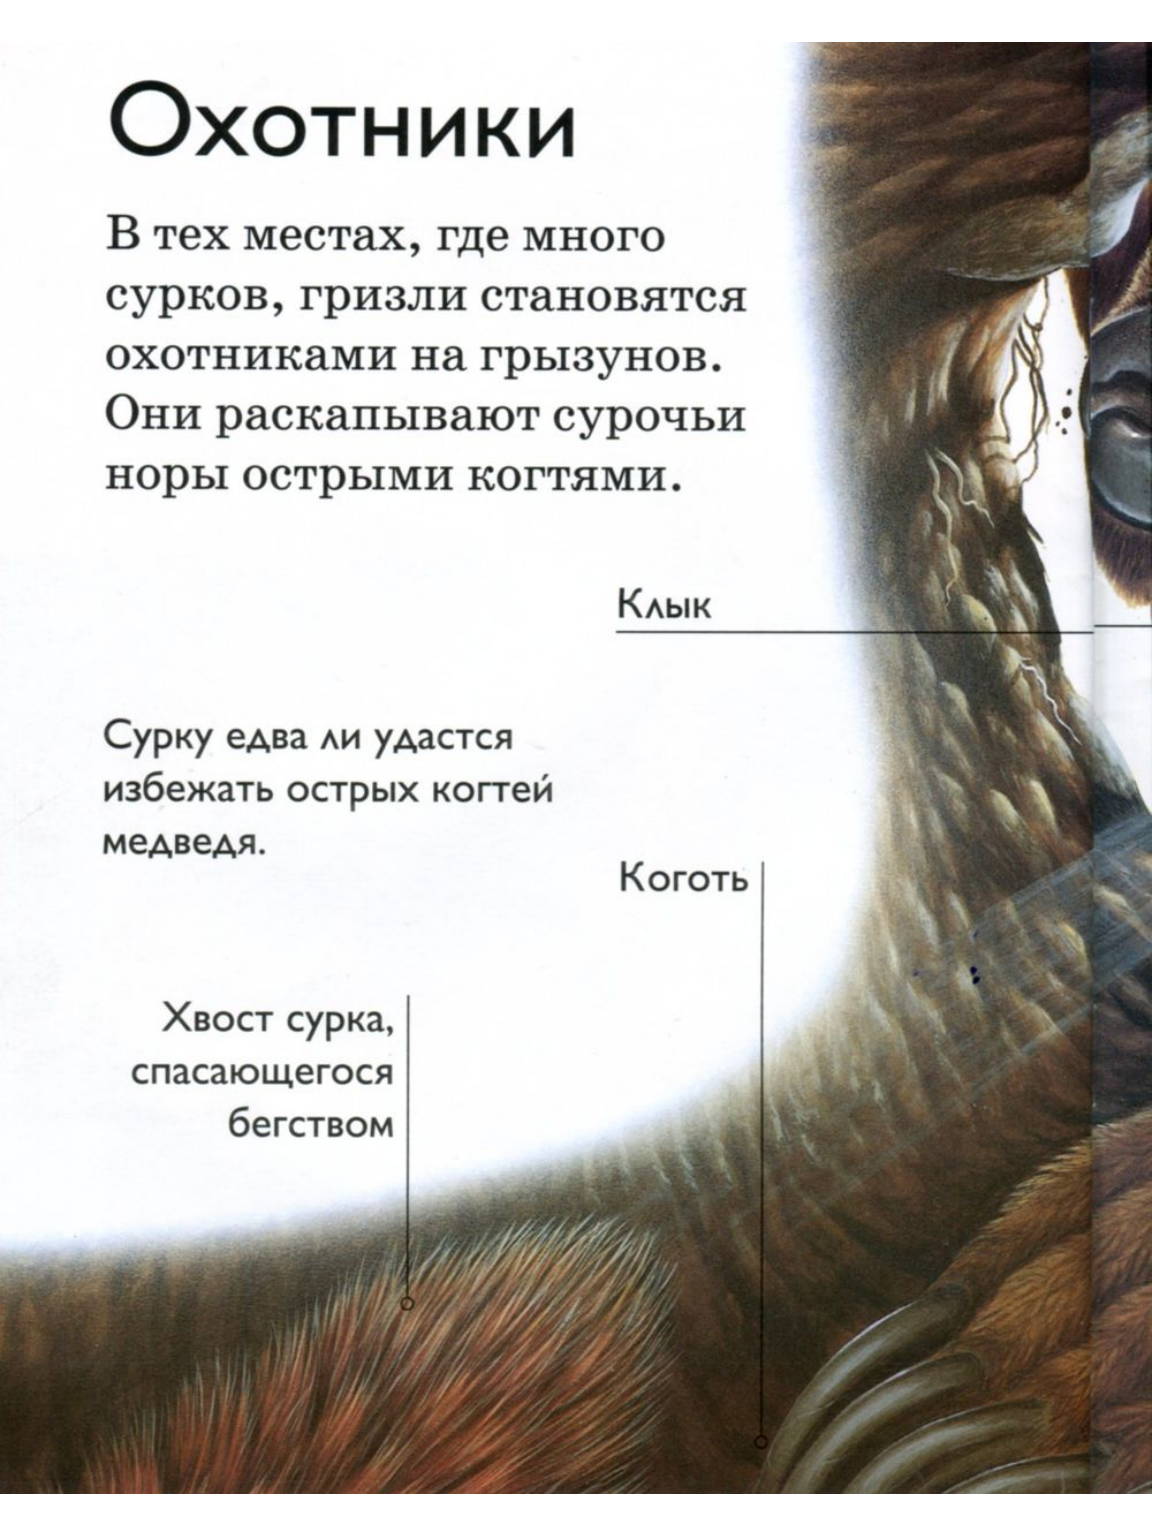 Охотники
В тех местах, где много
сурков, гризли становятся
охотниками на грызунов.
Они раскапывают сурочьи
норы острыми когтями.
Клык
Сурку едва ли удастся
избежать острых когтей
медведя.
Коготь
Хвост сурка,
спасающегося
бегством